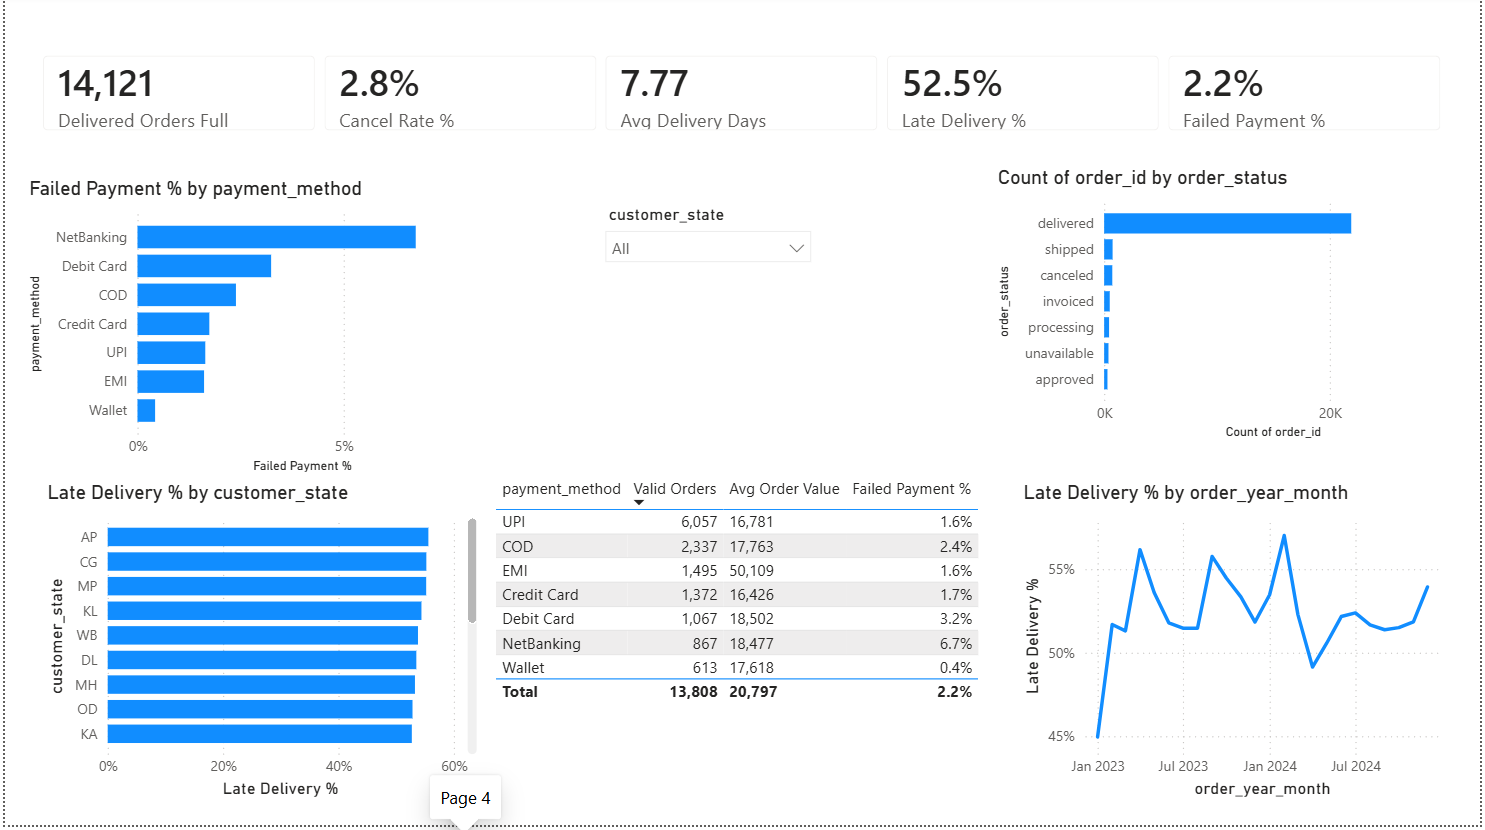 14,121
Delivered Orders Full
2.8%
Cancel Rate %
7.77
Avg Delivery Days
52.5%
Late Delivery %
2.2%
Failed Payment %
Failed Payment % by payment_method
payment_method
NetBanking
Debit Card
COD
Credit Card
UPI
EMI
Wallet
0% 5%
Failed Payment %
customer_state
All
Count of order_id by order_status
order_status
delivered
shipped
canceled
invoiced
processing
unavailable
approved
0K 20K
Count of order_id
Late Delivery % by customer_state
customer_state
AP
CG
MP
KL
WB
DL
MH
OD
KA
0% 20% 40% 60%
Late Delivery %
payment_method Valid Orders Avg Order Value Failed Payment %
UPI 6,057 16,781 1.6%
COD 2,337 17,763 2.4%
EMI 1,495 50,109 1.6%
Credit Card 1,372 16,426 1.7%
Debit Card 1,067 18,502 3.2%
NetBanking 867 18,477 6.7%
Wallet 613 17,618 0.4%
Total 13,808 20,797 2.2%
Late Delivery % by order_year_month
Late Delivery %
55%
50%
45%
Jan 2023 Jul 2023 Jan 2024 Jul 2024
order_year_month
Page 4